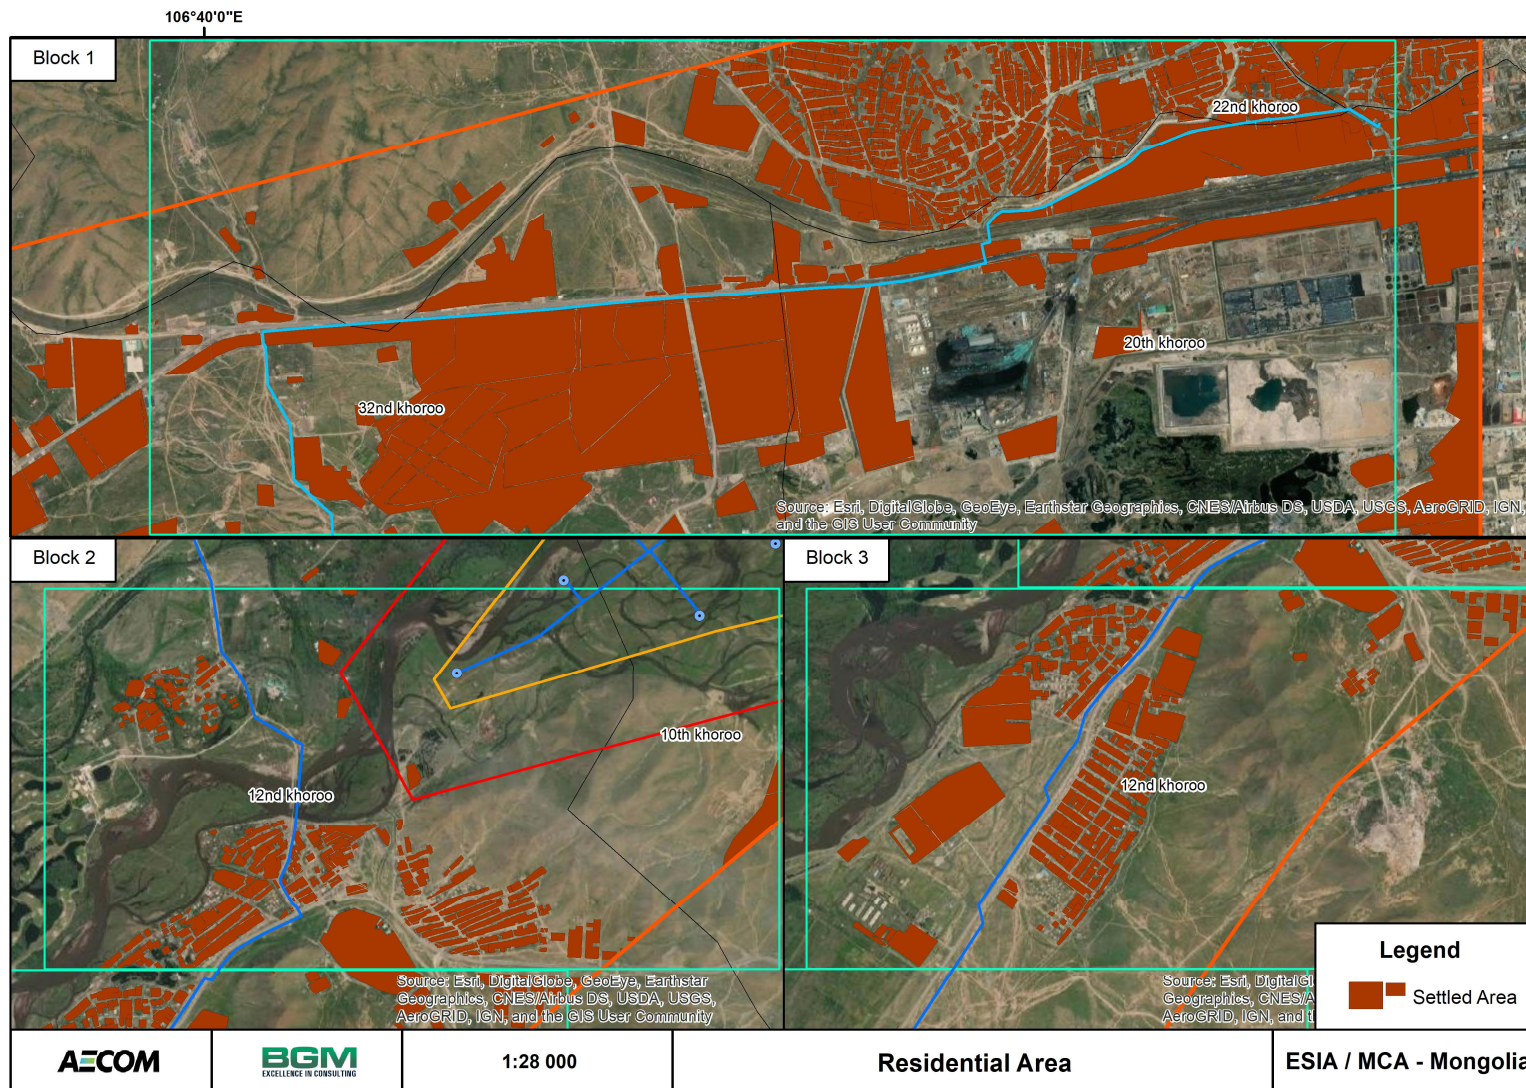 106°40'0"E
Block 1
22nd khoroo
20th khoroo
32nd khoroo
Source: Esri, DigitalGlobe, GeoEye, Earthstar Geographics, CNES/Airbus DS, USDA, USGS, AeroGRID, IGN,
and the GIS User Community
Block 2
10th khoroo
12nd khoroo
Source: Esri, DigitalGlobe, GeoEye, Earthstar
Geographics, CNES/Airbus DS, USDA, USGS,
AeroGRID, IGN, and the GIS User Community
Block 3
12nd khoroo
Source: Esri, DigitalGl
Geographics, CNES/A
AeroGRID, IGN, and t
Legend
Settled Area
AECOM
BGM
EXCELLENCE IN CONSULTING
1:28 000
Residential Area
ESIA / MCA - Mongolia